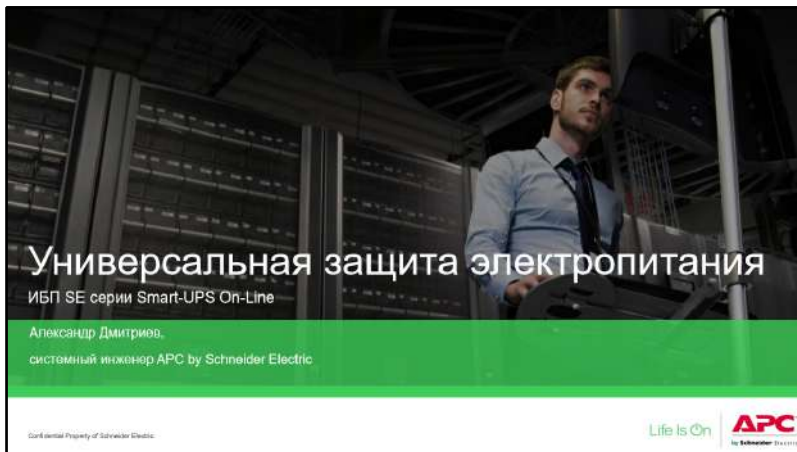 Универсальная защита электропитания
ИБП SE серии Smart-UPS On-Line
Александр Дмитриев,
системный инженер APC by Schneider Electric
Confidential Property of Schneider Electric
Life Is On
APC
by Schneider Electric